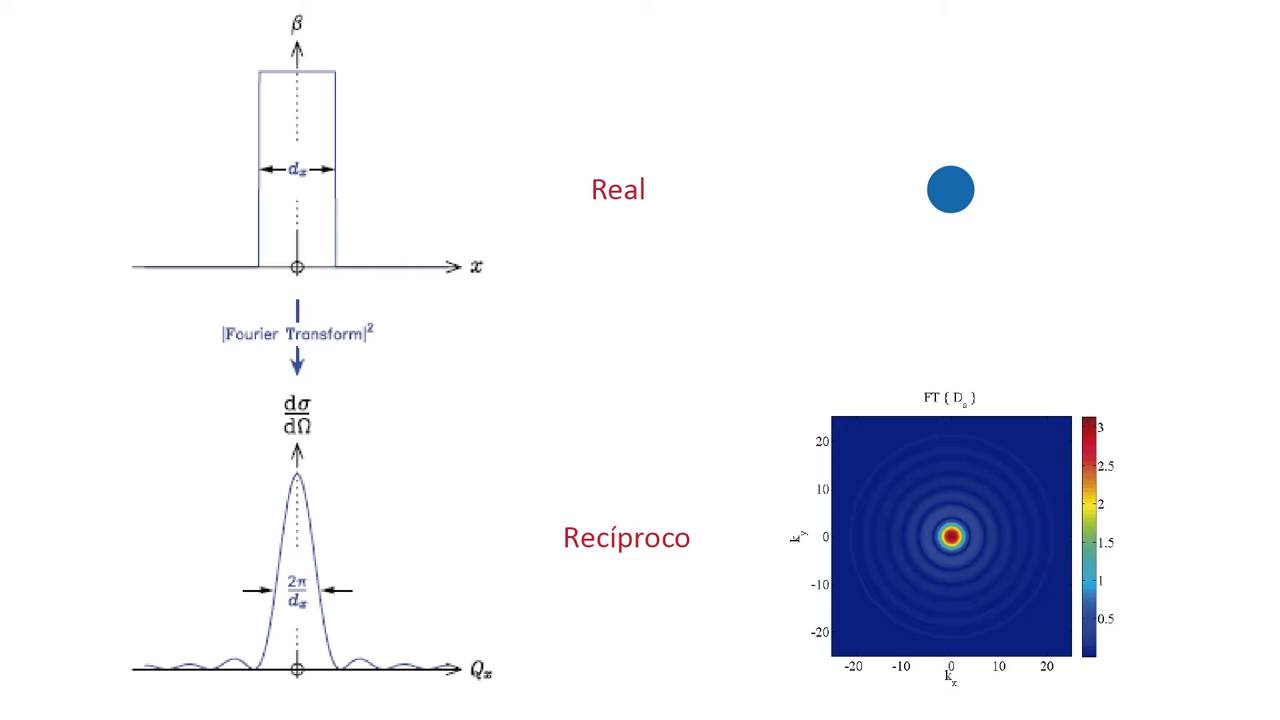 β
d_x
x
Real
|Fourier Transform|²
dσ
dΩ
2π
d_x
Q_x
Recíproco
FT { D_a }
3
2.5
2
1.5
1
0.5
20
10
0
-10
-20
k_y
-20 -10 0 10 20
k_x